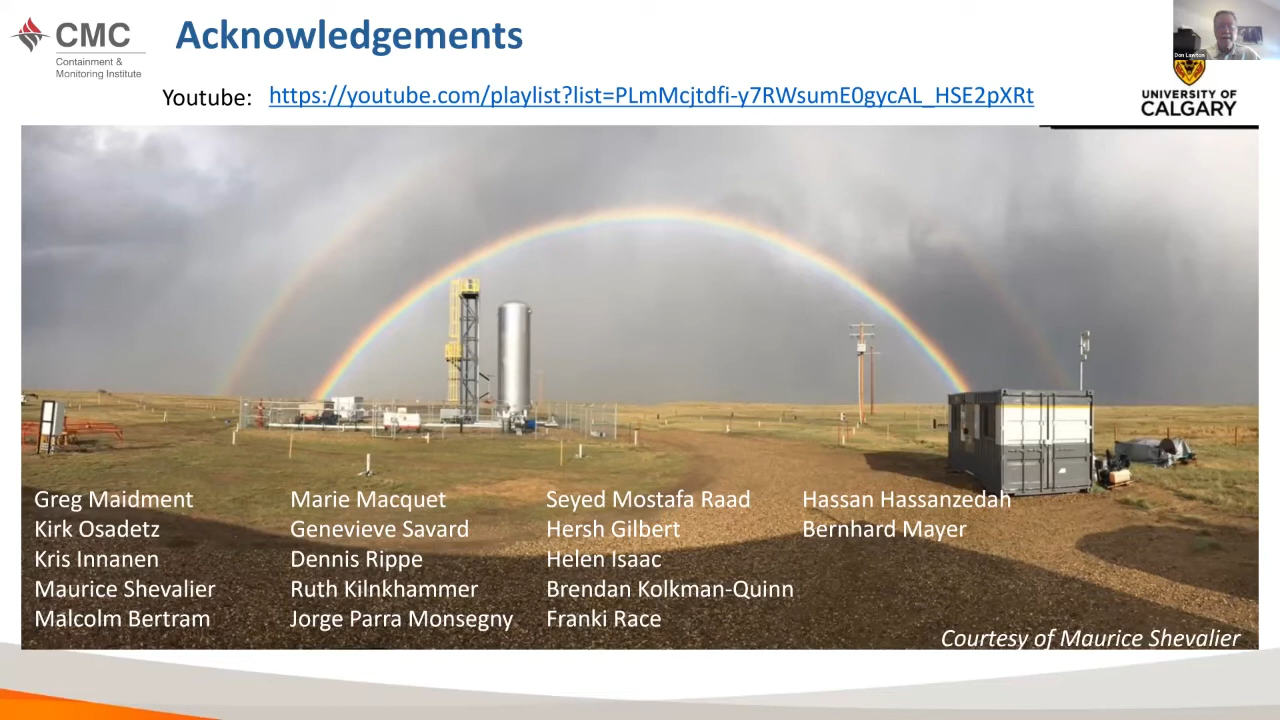 CMC
Containment &
Monitoring Institute
Acknowledgements
Don Lawton
Youtube: https://youtube.com/playlist?list=PLmMcjtdfi-y7RWsumE0gycAL_HSE2pXRt
UNIVERSITY OF
CALGARY
Greg Maidment
Kirk Osadetz
Kris Innanen
Maurice Shevalier
Malcolm Bertram
Marie Macquet
Genevieve Savard
Dennis Rippe
Ruth Kilnkhammer
Jorge Parra Monsegny
Seyed Mostafa Raad
Hersh Gilbert
Helen Isaac
Brendan Kolkman-Quinn
Franki Race
Hassan Hassanzedah
Bernhard Mayer
Courtesy of Maurice Shevalier